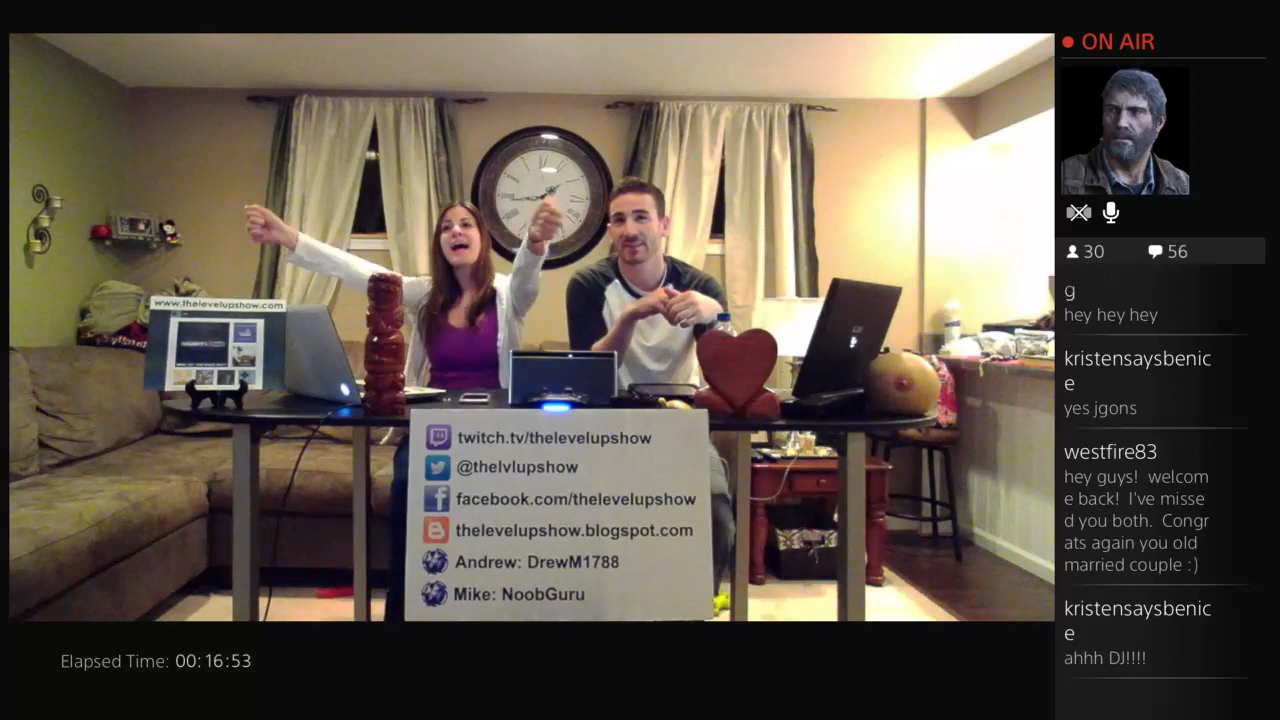 ON AIR
30 56
g
hey hey hey
kristensaysbenic
e
yes jgons
westfire83
hey guys! welcom
e back! I've misse
d you both. Congr
ats again you old
married couple :)
kristensaysbenic
e
ahhh DJ!!!!
www.thelevelupshow.com
twitch.tv/thelevelupshow
@thelvlupshow
facebook.com/thelevelupshow
thelevelupshow.blogspot.com
Andrew: DrewM1788
Mike: NoobGuru
Elapsed Time: 00:16:53